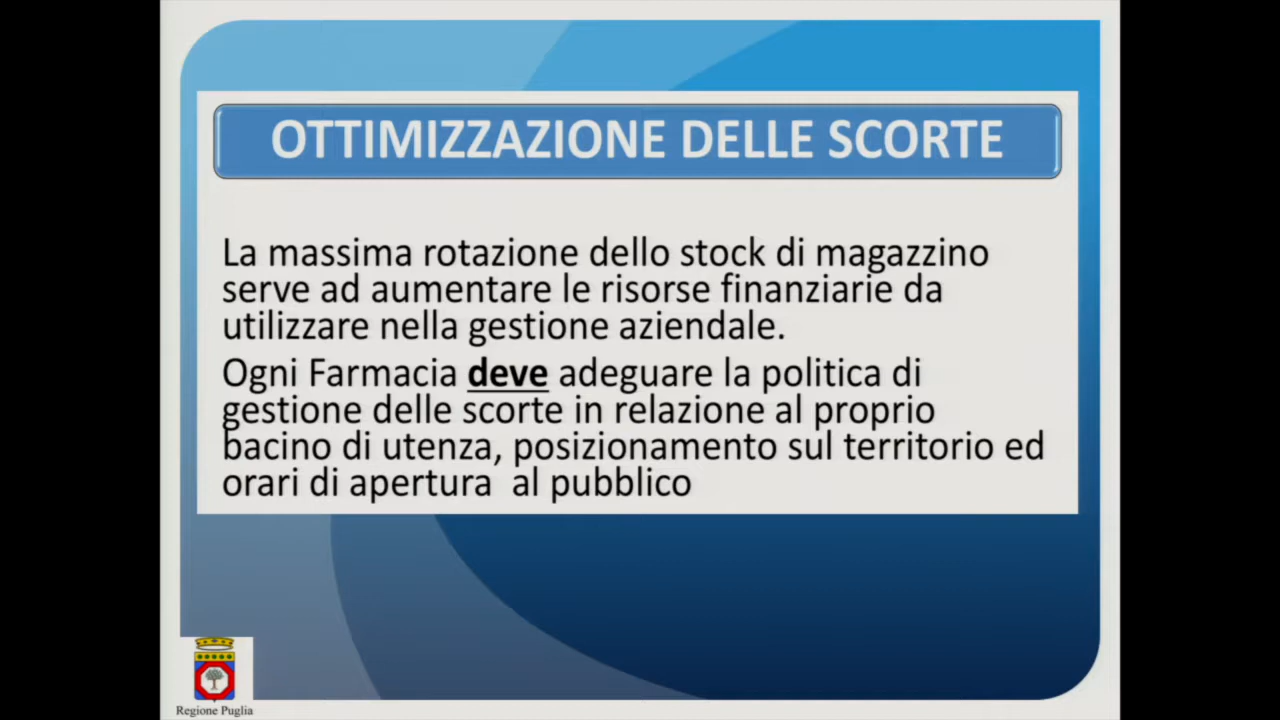 OTTIMIZZAZIONE DELLE SCORTE
La massima rotazione dello stock di magazzino
serve ad aumentare le risorse finanziarie da
utilizzare nella gestione aziendale.
Ogni Farmacia deve adeguare la politica di
gestione delle scorte in relazione al proprio
bacino di utenza, posizionamento sul territorio ed
orari di apertura  al pubblico
Regione Puglia